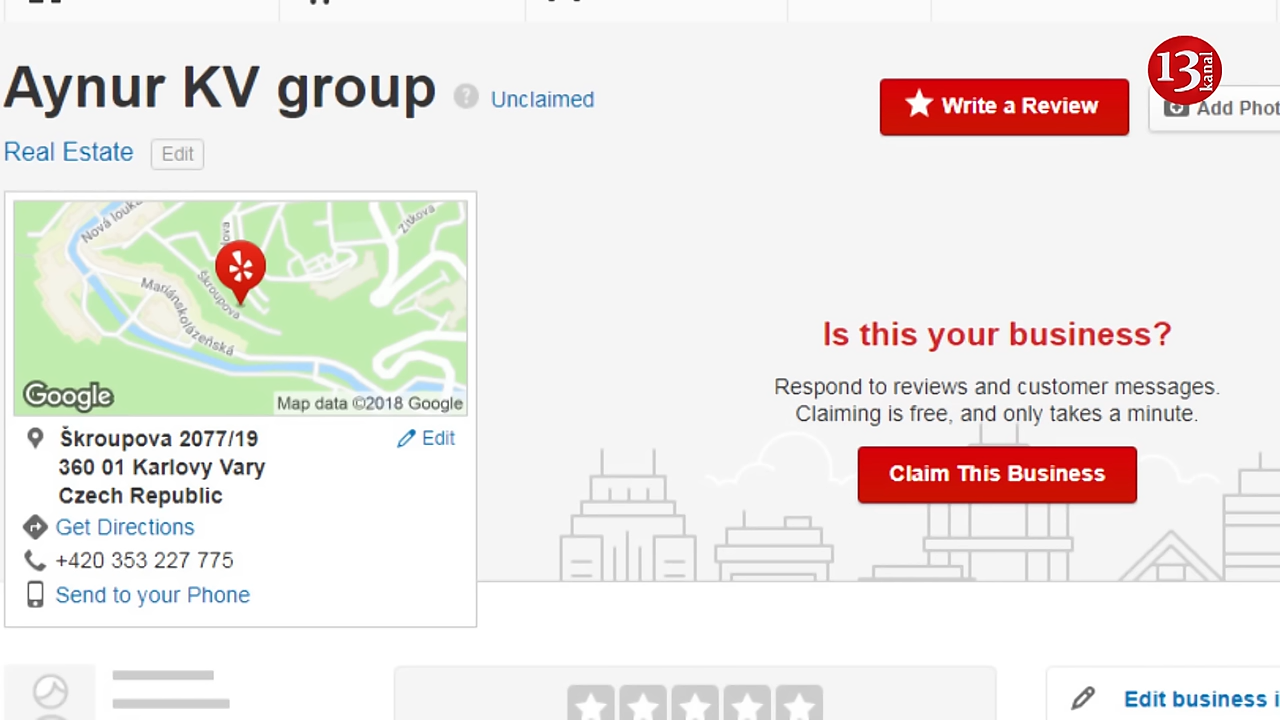 13 kanal
Aynur KV group
? Unclaimed
Write a Review
Add Phot
Real Estate
Edit
Nová louka
Škroupova
Mariánskolázeňská
Google
Map data ©2018 Google
Škroupova 2077/19
Edit
360 01 Karlovy Vary
Czech Republic
Get Directions
+420 353 227 775
Send to your Phone
Is this your business?
Respond to reviews and customer messages.
Claiming is free, and only takes a minute.
Claim This Business
Edit business i